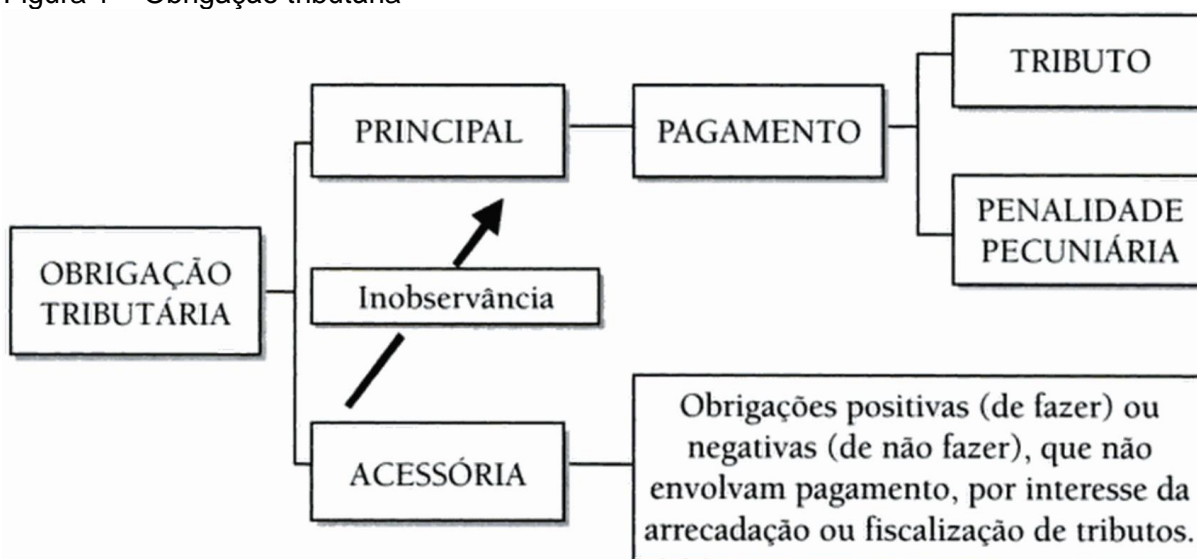 Figura 1 – Obrigação tributária
OBRIGAÇÃO
TRIBUTÁRIA
PRINCIPAL
PAGAMENTO
TRIBUTO
PENALIDADE
PECUNIÁRIA
Inobservância
ACESSÓRIA
Obrigações positivas (de fazer) ou
negativas (de não fazer), que não
envolvam pagamento, por interesse da
arrecadação ou fiscalização de tributos.